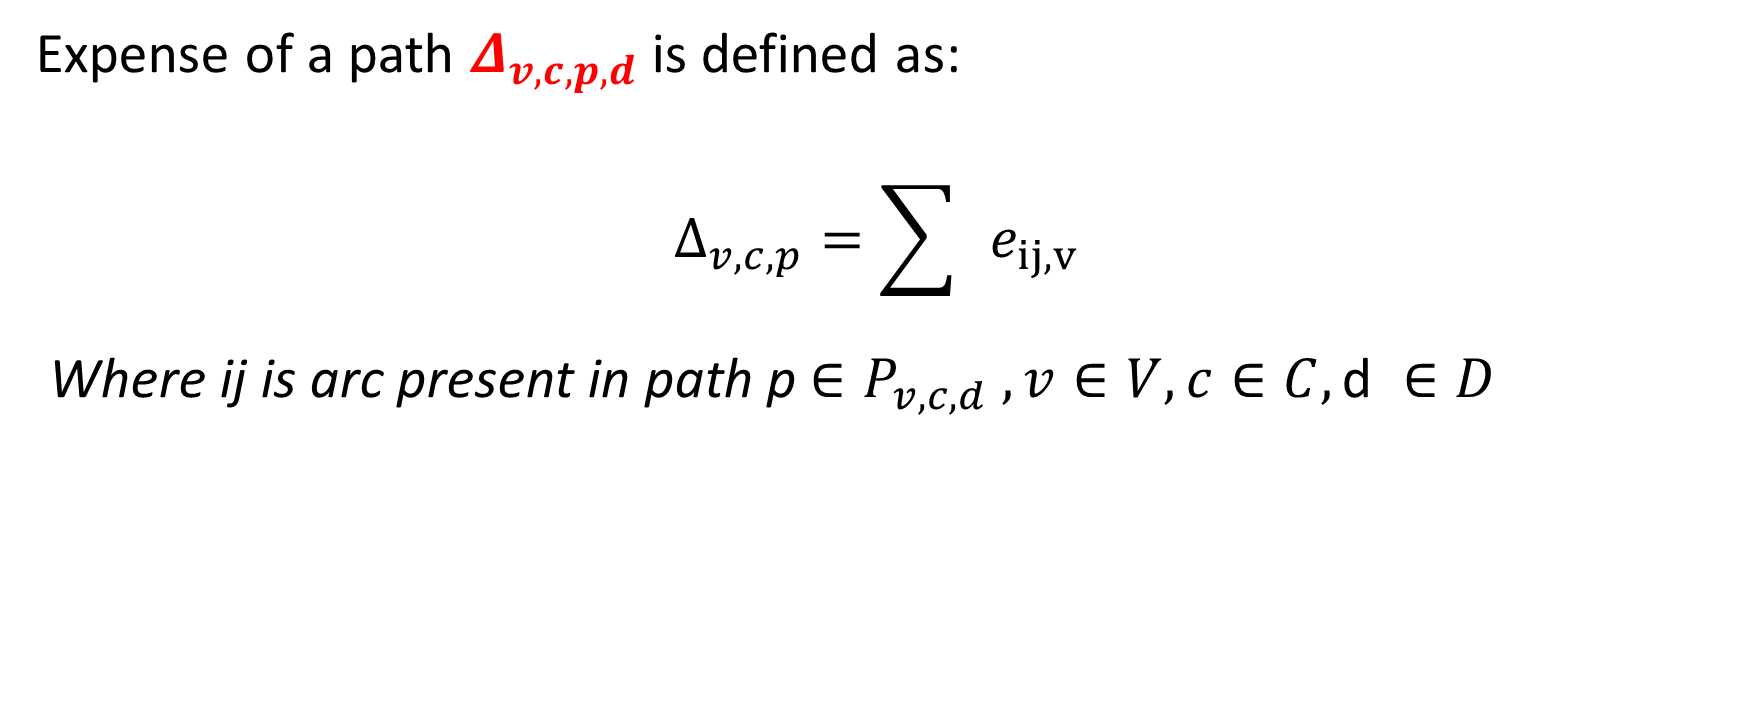 Expense of a path Δv,c,p,d is defined as:
Δv,c,p = ∑ eij,v
Where ij is arc present in path p ∈ Pv,c,d , v ∈ V, c ∈ C, d ∈ D